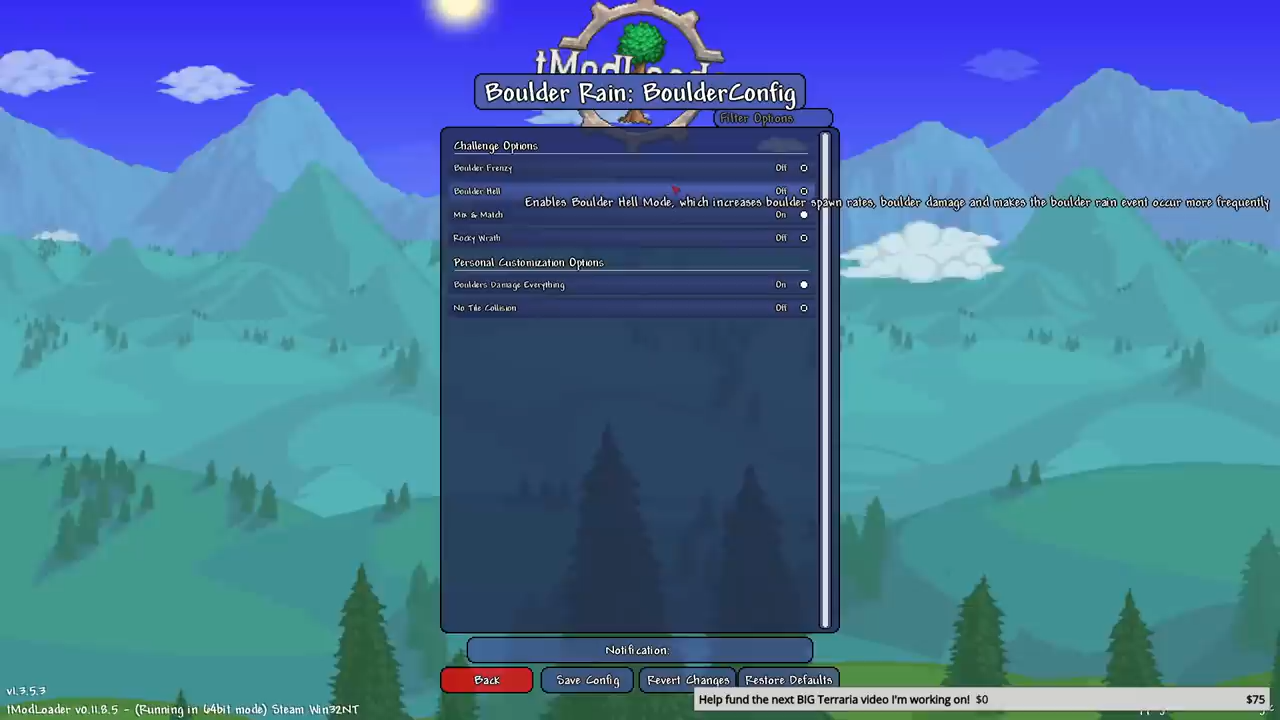 tModLoader
Boulder Rain: BoulderConfig
Filter Options
Challenge Options
Boulder Frenzy Off
Boulder Hell Off
Enables Boulder Hell Mode, which increases boulder spawn rates, boulder damage and makes the boulder rain event occur more frequently
Mix & Match On
Rocky Wrath Off
Personal Customization Options
Boulders Damage Everything On
No Tile Collision Off
Notification:
Back Save Config Revert Changes Restore Defaults
v1.3.5.3
tModLoader v0.11.8.5 - (Running in 64bit mode) Steam Win32NT
Help fund the next BIG Terraria video I'm working on! $0 $75